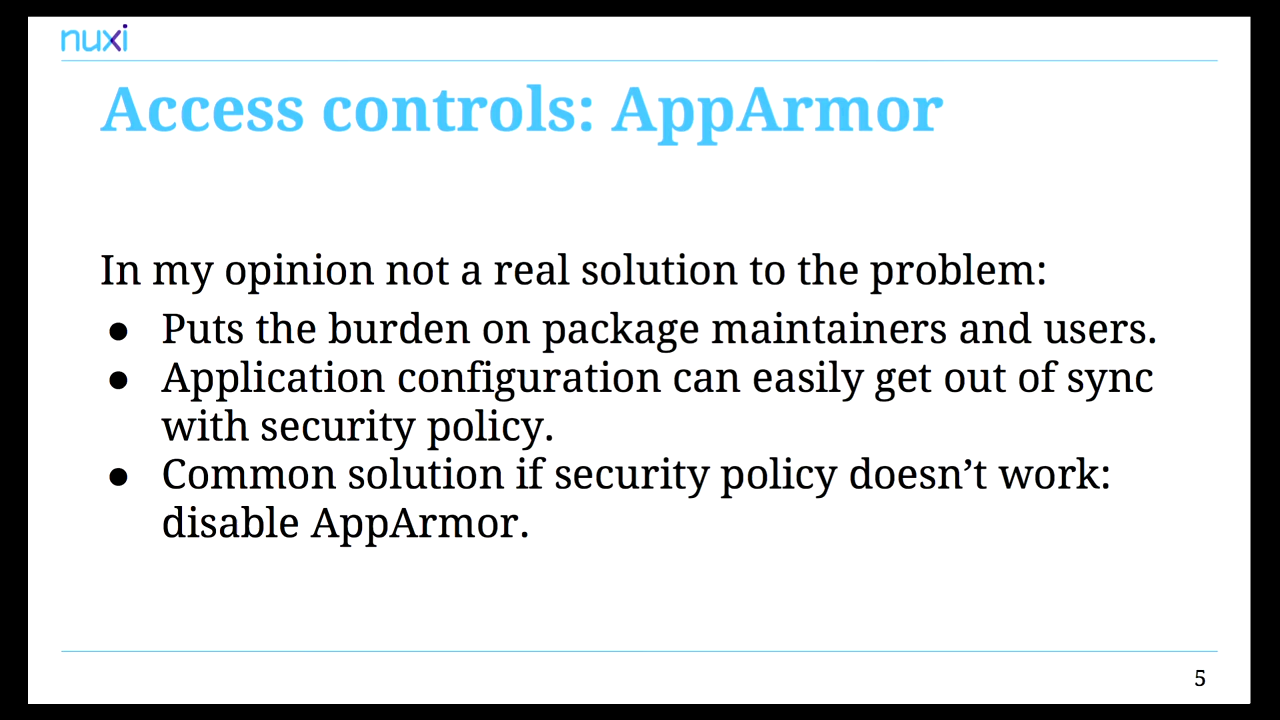 nuxi
Access controls: AppArmor
In my opinion not a real solution to the problem:
● Puts the burden on package maintainers and users.
● Application configuration can easily get out of sync
with security policy.
● Common solution if security policy doesn’t work:
disable AppArmor.
5